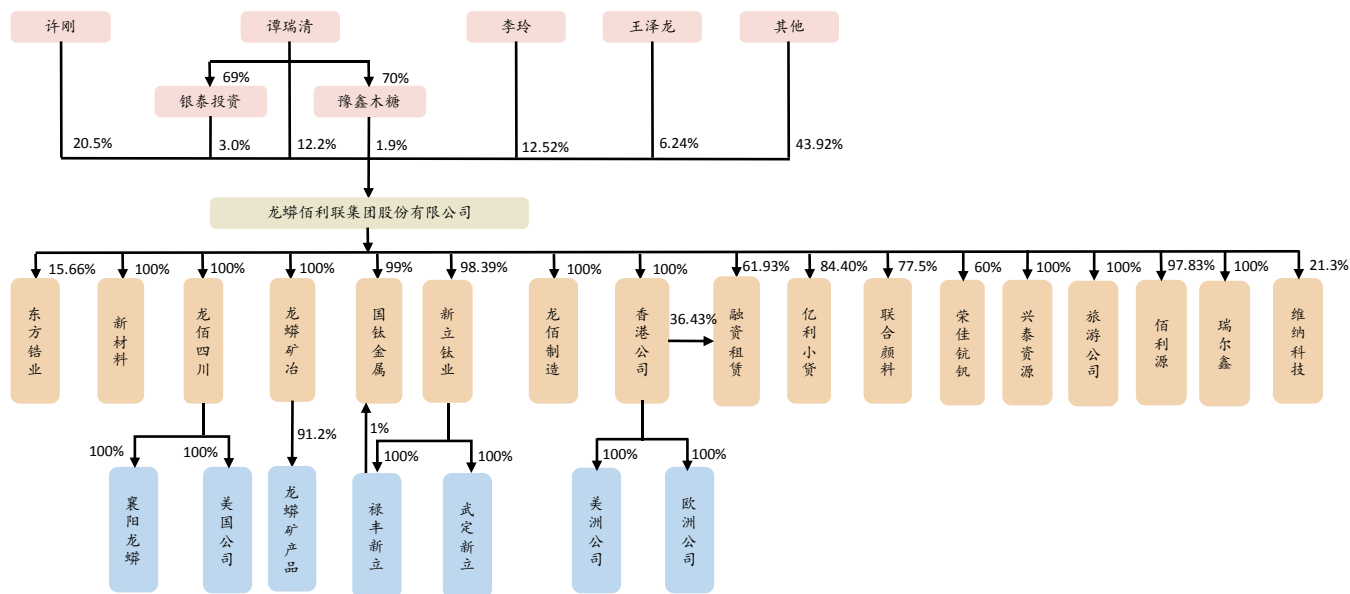 许刚
谭瑞清
李玲
王泽龙
其他
69%
70%
银泰投资
豫鑫木糖
20.5%
3.0%
12.2%
1.9%
12.52%
6.24%
43.92%
龙蟒佰利联集团股份有限公司
15.66%
100%
100%
100%
99%
98.39%
100%
100%
61.93%
84.40%
77.5%
60%
100%
100%
97.83%
100%
21.3%
东方锆业
新材料
龙佰四川
龙蟒矿冶
国钛金属
新立钛业
龙佰制造
香港公司
36.43%
融资租赁
亿利小贷
联合颜料
荣佳钪钒
兴泰资源
旅游公司
佰利源
瑞尔鑫
维纳科技
100%
100%
91.2%
1%
100%
100%
100%
100%
襄阳龙蟒
美国公司
龙蟒矿产品
禄丰新立
武定新立
美洲公司
欧洲公司